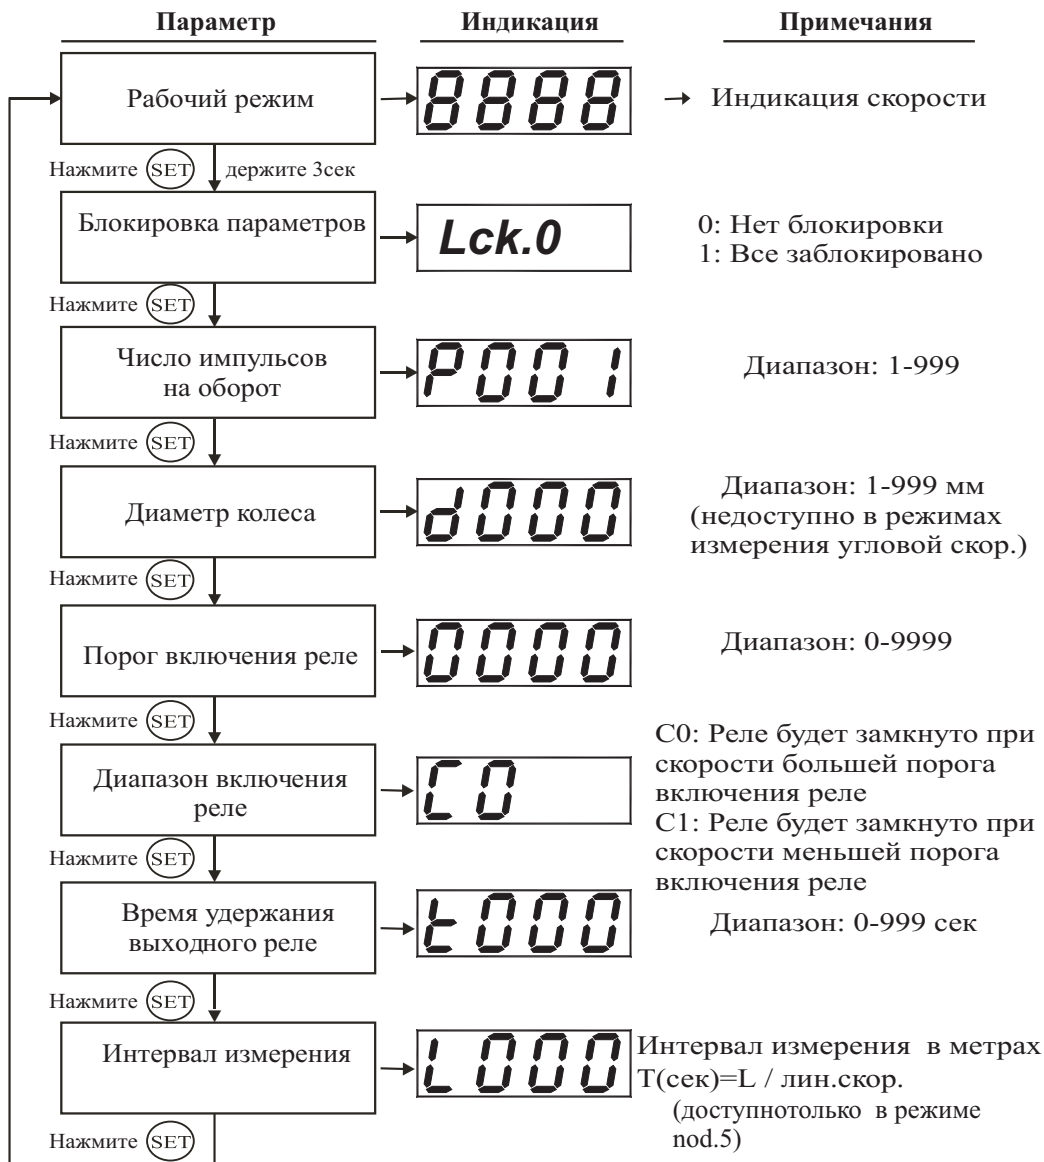 Параметр Индикация Примечания
Рабочий режим 8888 Индикация скорости
Нажмите SET держите 3сек
Блокировка параметров Lck.0 0: Нет блокировки
1: Все заблокировано
Нажмите SET
Число импульсов
на оборот
P001
Диапазон: 1-999
Нажмите SET
Диаметр колеса
d000
Диапазон: 1-999 мм
(недоступно в режимах
измерения угловой скор.)
Нажмите SET
Порог включения реле 0000 Диапазон: 0-9999
Нажмите SET
Диапазон включения
реле
C0
C0: Реле будет замкнуто при
скорости большей порога
включения реле
C1: Реле будет замкнуто при
скорости меньшей порога
включения реле
Нажмите SET
Время удержания
выходного реле
t000
Диапазон: 0-999 сек
Нажмите SET
Интервал измерения
L000
Интервал измерения в метрах
T(сек)=L / лин.скор.
(доступнотолько в режиме
nod.5)
Нажмите SET